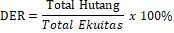 DER = Total Hutang / Total Ekuitas x 100%